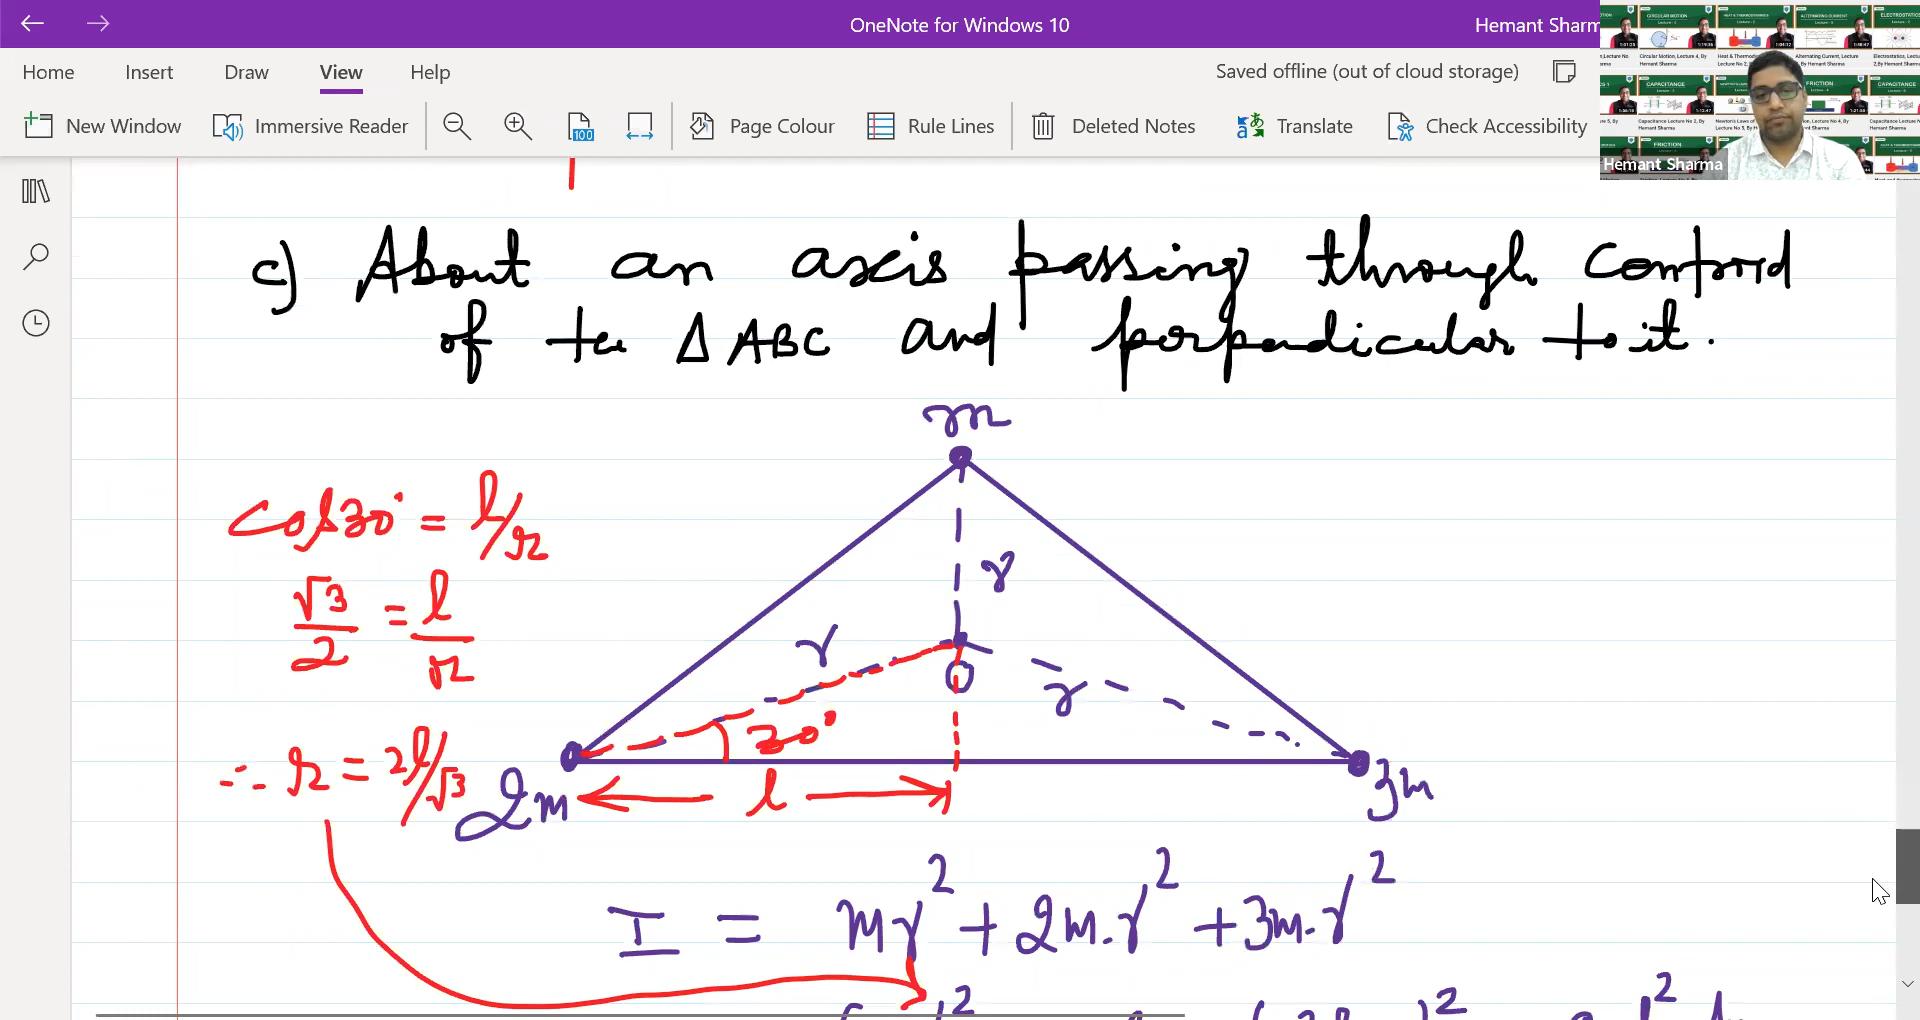 OneNote for Windows 10
Hemant Sharm
Home Insert Draw View Help
Saved offline (out of cloud storage)
New Window Immersive Reader 100 Page Colour Rule Lines Deleted Notes Translate Check Accessibility
Hemant Sharma
c) About an axis passing through Centroid
of the Δ ABC and perpendicular to it.
m
cos30° = l/r
√3/2 = l/r
∴ r = 2l/√3
r
r
r
O
30°
l
2m
3m
I = mr² + 2m.r² + 3m.r²